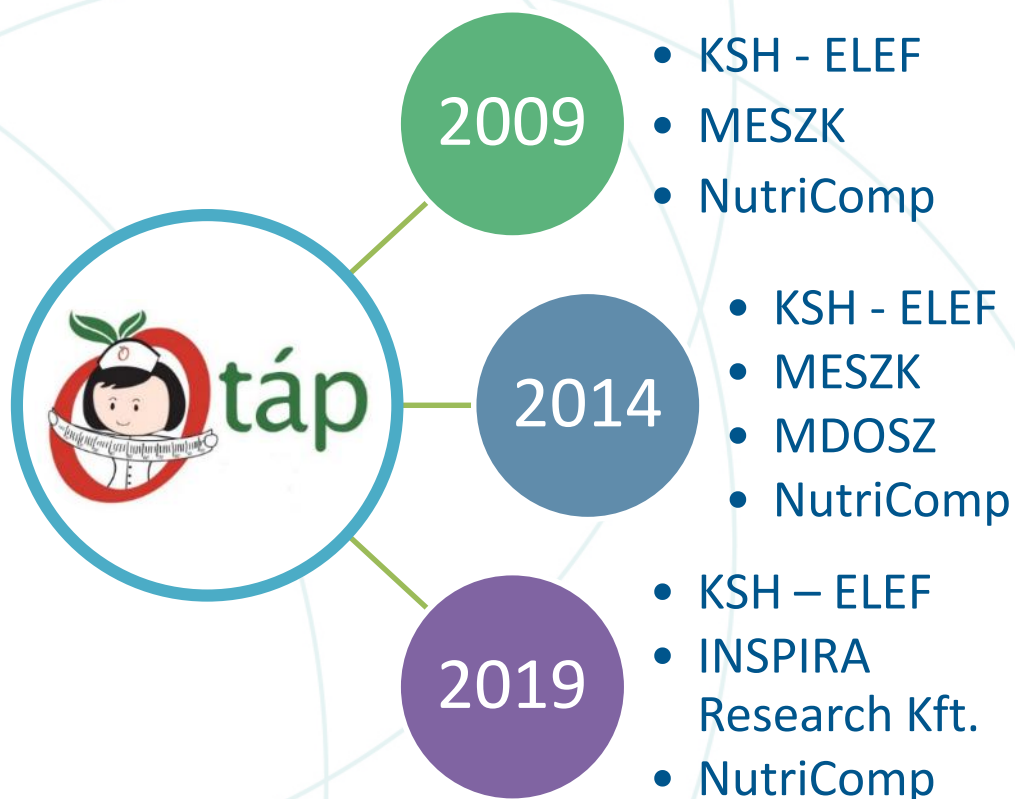 2009
• KSH - ELEF
• MESZK
• NutriComp
táp
2014
• KSH - ELEF
• MESZK
• MDOSZ
• NutriComp
2019
• KSH – ELEF
• INSPIRA
Research Kft.
• NutriComp